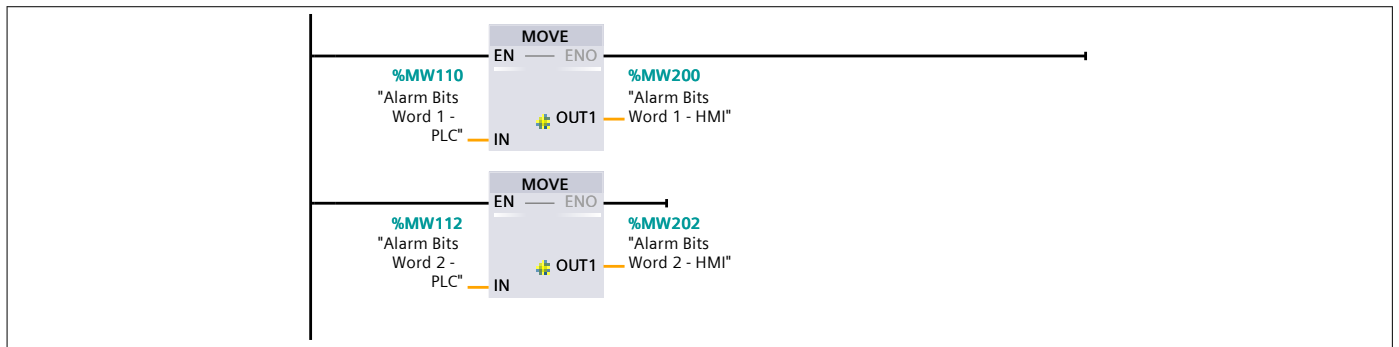 MOVE
EN ENO
%MW110
"Alarm Bits
Word 1 -
PLC"
IN
OUT1
%MW200
"Alarm Bits
Word 1 - HMI"
MOVE
EN ENO
%MW112
"Alarm Bits
Word 2 -
PLC"
IN
OUT1
%MW202
"Alarm Bits
Word 2 - HMI"